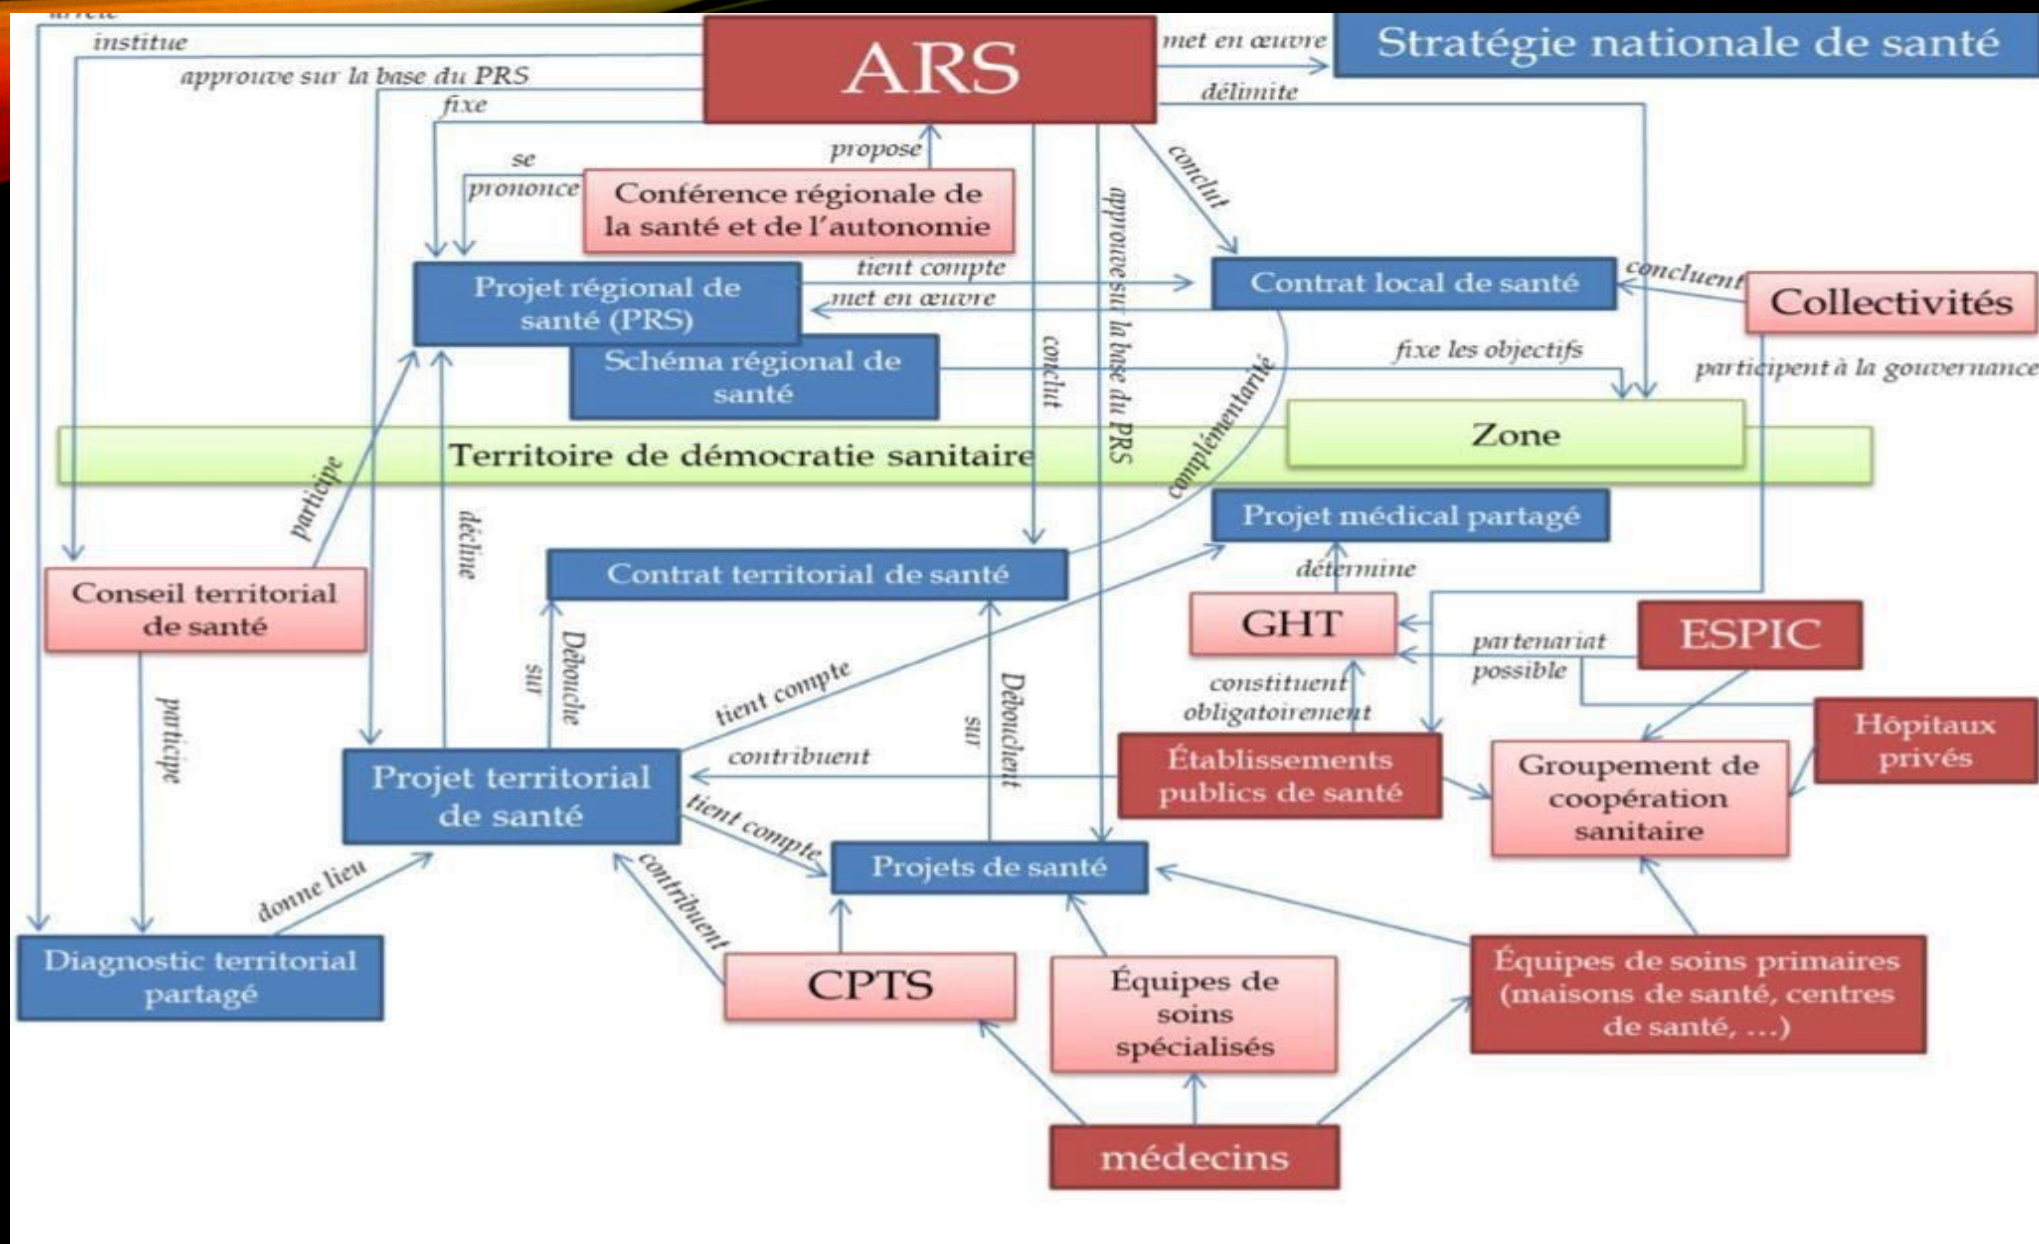 institue
approuve sur la base du PRS
fixe
ARS
met en œuvre
Stratégie nationale de santé
délimite
se
prononce
propose
Conférence régionale de
la santé et de l'autonomie
conclut
approuve sur la base du PRS
conclut
Projet régional de
santé (PRS)
tient compte
met en œuvre
Contrat local de santé
concluent
Collectivités
Schéma régional de
santé
complémentarité
fixe les objectifs
participent à la gouvernance
Territoire de démocratie sanitaire
Zone
participe
décline
Projet médical partagé
Contrat territorial de santé
détermine
Conseil territorial
de santé
GHT
ESPIC
partenariat
possible
Débouche
sur
tient compte
Débouchent
sur
constituent
obligatoirement
participe
Hôpitaux
privés
Projet territorial
de santé
contribuent
Établissements
publics de santé
Groupement de
coopération
sanitaire
tient compte
Projets de santé
donne lieu
contribuent
Diagnostic territorial
partagé
CPTS
Équipes de
soins
spécialisés
Équipes de soins primaires
(maisons de santé, centres
de santé, ...)
médecins